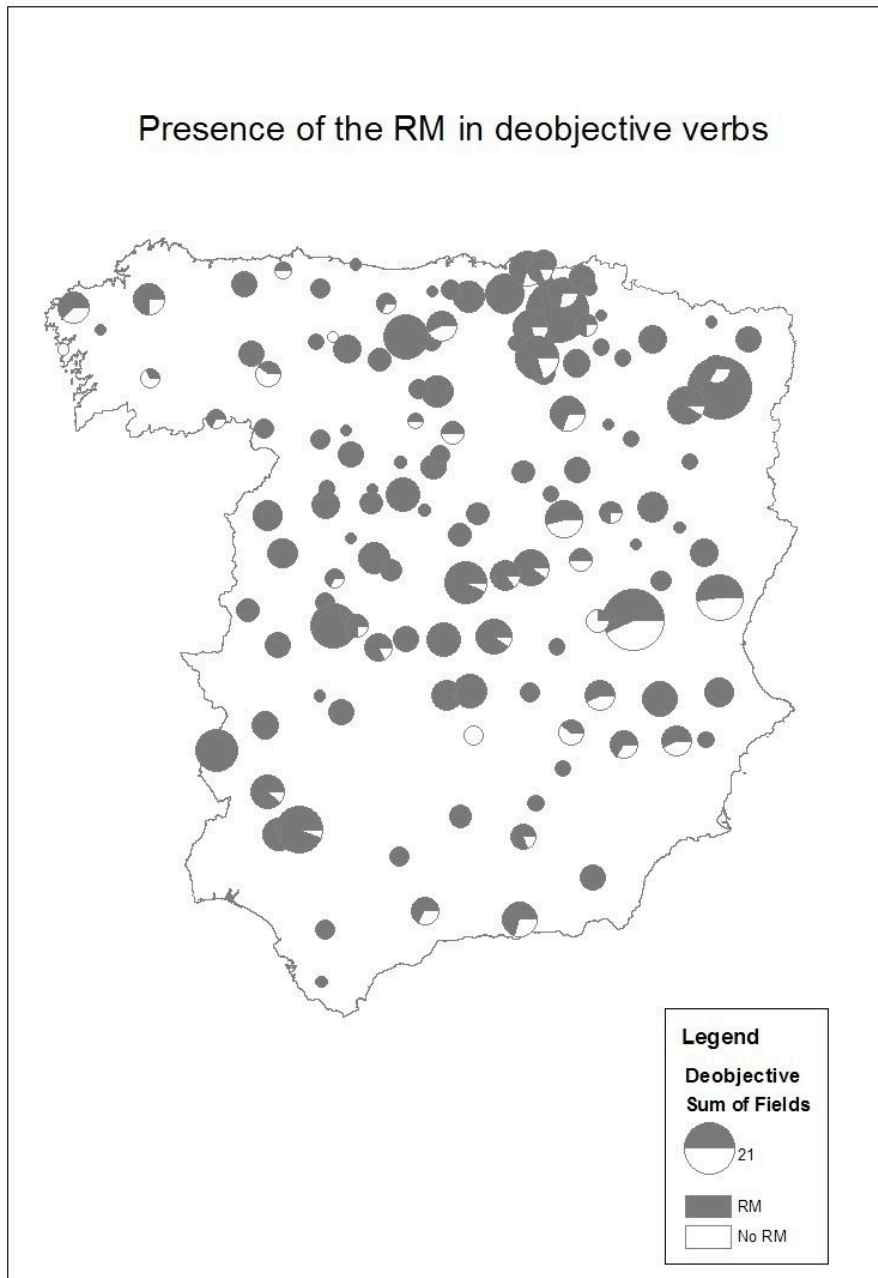 Presence of the RM in deobjective verbs
Legend
Deobjective
Sum of Fields
21
RM
No RM